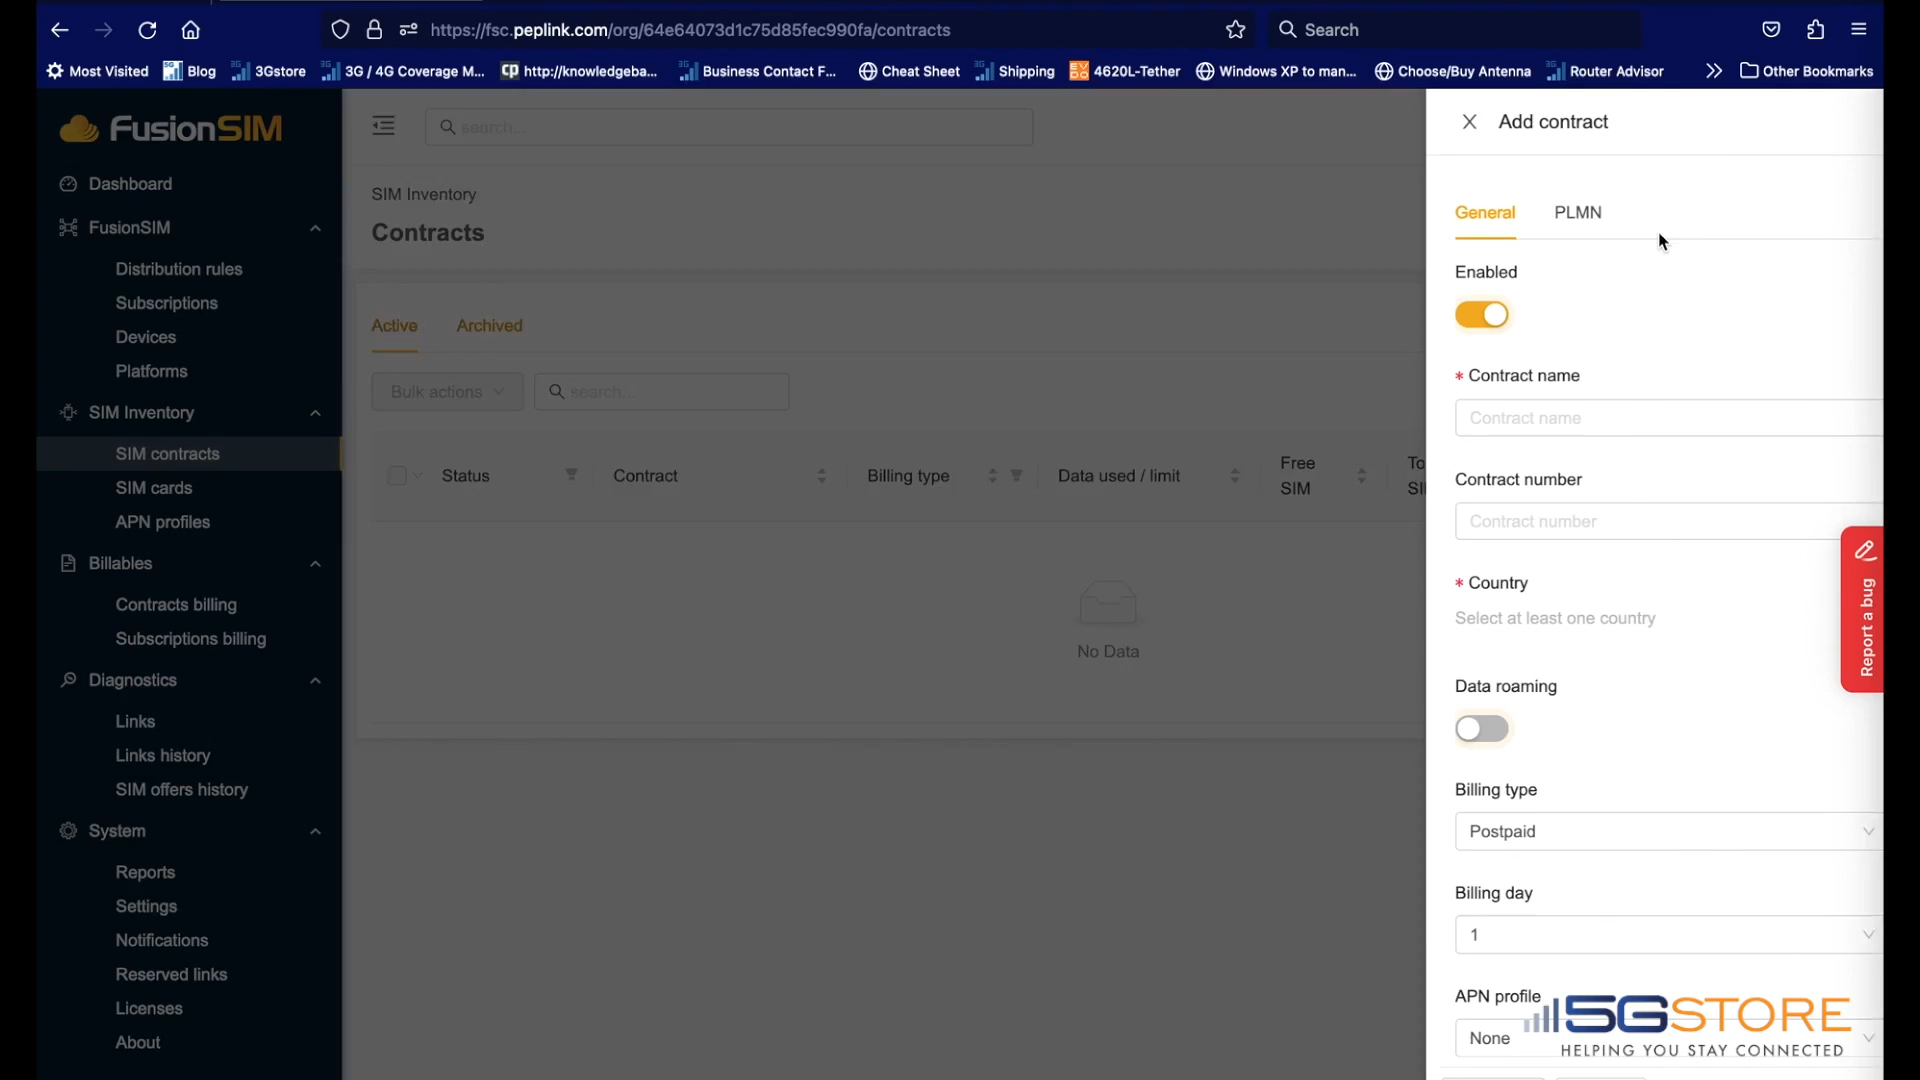 https://fsc.peplink.com/org/64e64073d1c75d85fec990fa/contracts
Search
Most Visited
Blog
3Gstore
3G / 4G Coverage M...
cp http://knowledgeba...
Business Contact F...
Cheat Sheet
Shipping
4620L-Tether
Windows XP to man...
Choose/Buy Antenna
Router Advisor
Other Bookmarks
FusionSIM
Dashboard
FusionSIM
Distribution rules
Subscriptions
Devices
Platforms
SIM Inventory
SIM contracts
SIM cards
APN profiles
Billables
Contracts billing
Subscriptions billing
Diagnostics
Links
Links history
SIM offers history
System
Reports
Settings
Notifications
Reserved links
Licenses
About
search...
SIM Inventory
Contracts
Active Archived
Bulk actions
search...
Status
Contract
Billing type
Data used / limit
Free
SIM
To
SI
No Data
Add contract
General PLMN
Enabled
* Contract name
Contract name
Contract number
Contract number
* Country
Select at least one country
Data roaming
Billing type
Postpaid
Billing day
1
APN profile
None
Report a bug
5GSTORE
HELPING YOU STAY CONNECTED